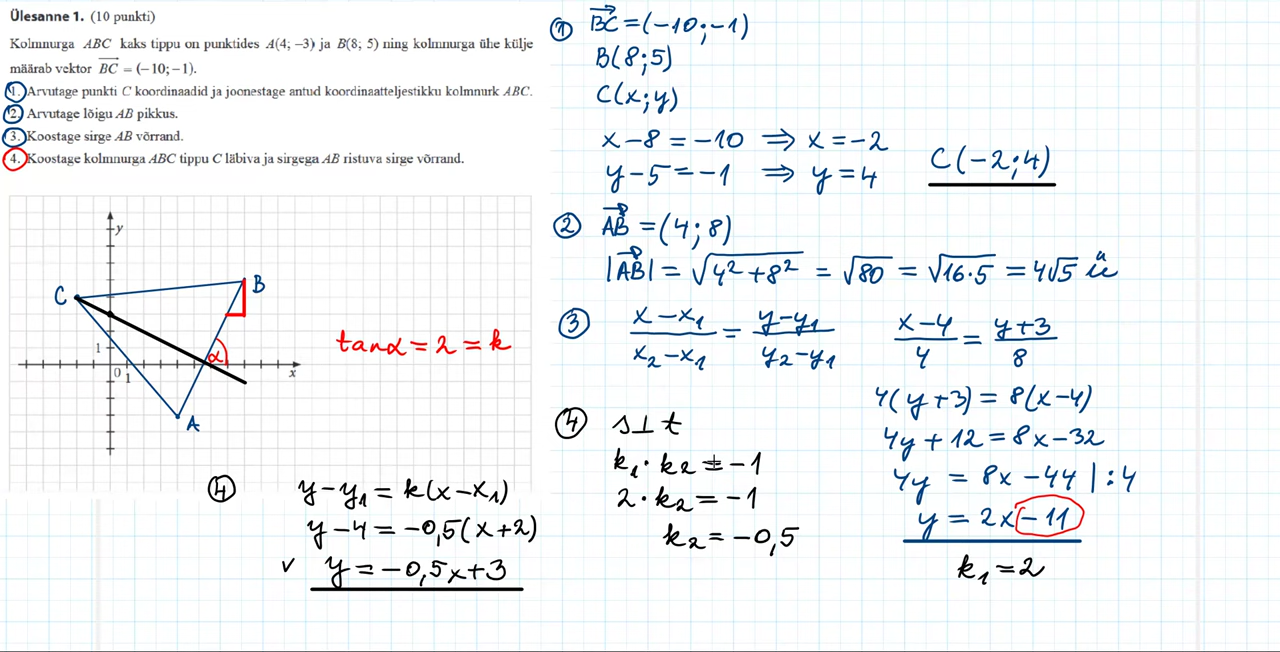 Ülesanne 1. (10 punkti)
Kolmnurga ABC kaks tippu on punktides A(4; −3) ja B(8; 5) ning kolmnurga ühe külje
määrab vektor \overrightarrow{BC} = (−10; −1).
1. Arvutage punkti C koordinaadid ja joonestage antud koordinaatteljestikku kolmnurk ABC.
2. Arvutage lõigu AB pikkus.
3. Koostage sirge AB võrrand.
4. Koostage kolmnurga ABC tippu C läbiva ja sirgega AB ristuva sirge võrrand.
y
C
B
1
0
1
x
α
A
tanα = 2 = k
④
y − y₁ = k(x − x₁)
y − 4 = −0,5(x + 2)
v y = −0,5x + 3
① \overrightarrow{BC} = (−10; −1)
B(8; 5)
C(x; y)
x − 8 = −10 ⟹ x = −2
y − 5 = −1 ⟹ y = 4
C(−2; 4)
② \overrightarrow{AB} = (4; 8)
|\overrightarrow{AB}| = √(4² + 8²) = √80 = √(16·5) = 4√5 ü
③ (x − x₁)/(x₂ − x₁) = (y − y₁)/(y₂ − y₁)
(x − 4)/4 = (y + 3)/8
4(y + 3) = 8(x − 4)
4y + 12 = 8x − 32
4y = 8x − 44 | : 4
y = 2x − 11
k₁ = 2
④ s ⊥ t
k₁ · k₂ = −1
2 · k₂ = −1
k₂ = −0,5